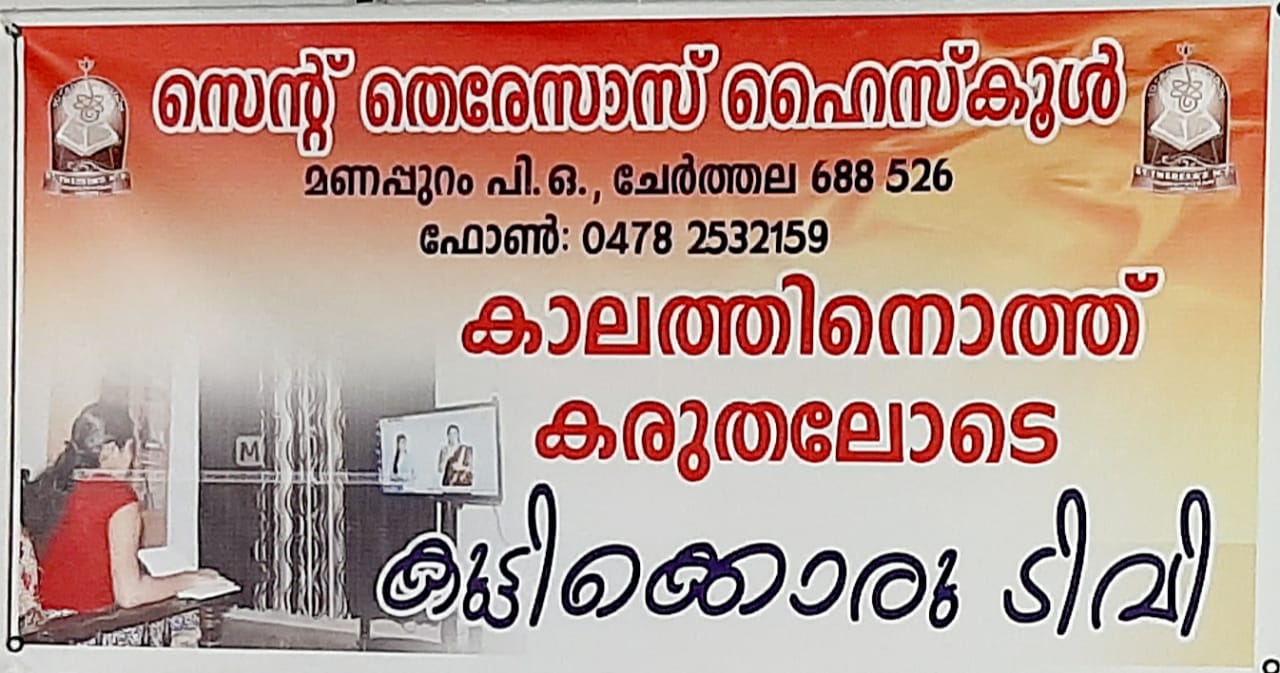 സെന്റ് തെരേസാസ് ഹൈസ്കൂൾ
മണപ്പുറം പി.ഒ., ചേർത്തല 688 526
ഫോൺ: 0478 2532159
കാലത്തിനൊത്ത്
കരുതലോടെ
കുട്ടിക്കൊരു ടിവി
M